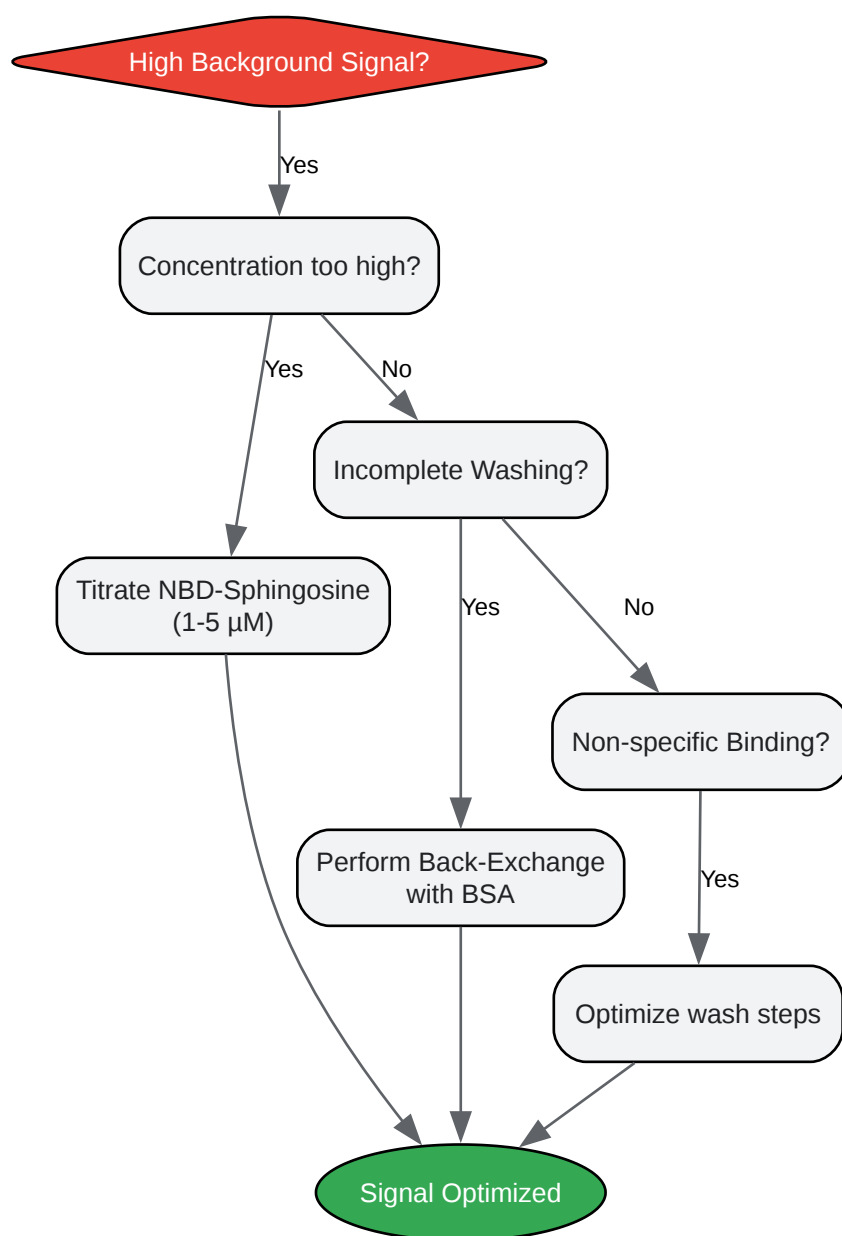 High Background Signal?
Yes
Concentration too high?
Yes
No
Incomplete Washing?
Titrate NBD-Sphingosine
(1-5 µM)
Yes
No
Non-specific Binding?
Perform Back-Exchange
with BSA
Yes
Optimize wash steps
Signal Optimized